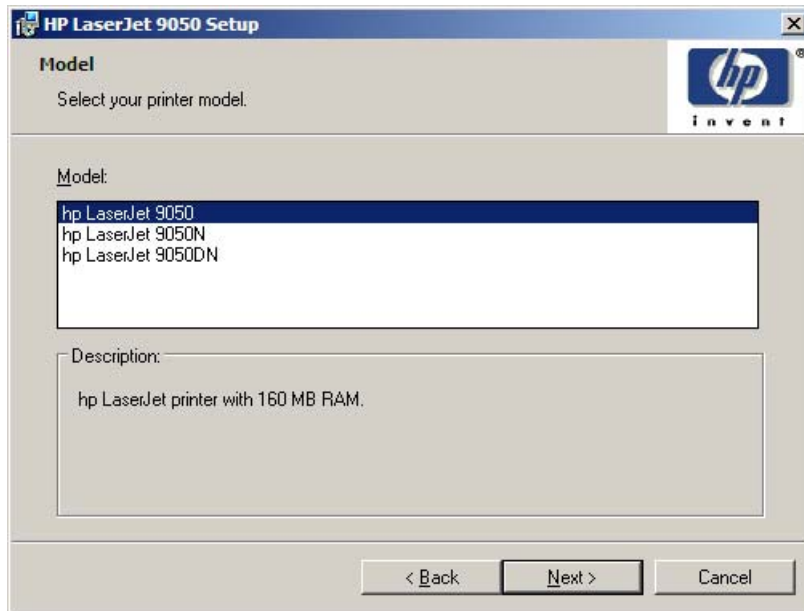 HP LaserJet 9050 Setup
Model
Select your printer model.
hp
®
invent
Model:
hp LaserJet 9050
hp LaserJet 9050N
hp LaserJet 9050DN
Description:
hp LaserJet printer with 160 MB RAM.
< Back
Next >
Cancel